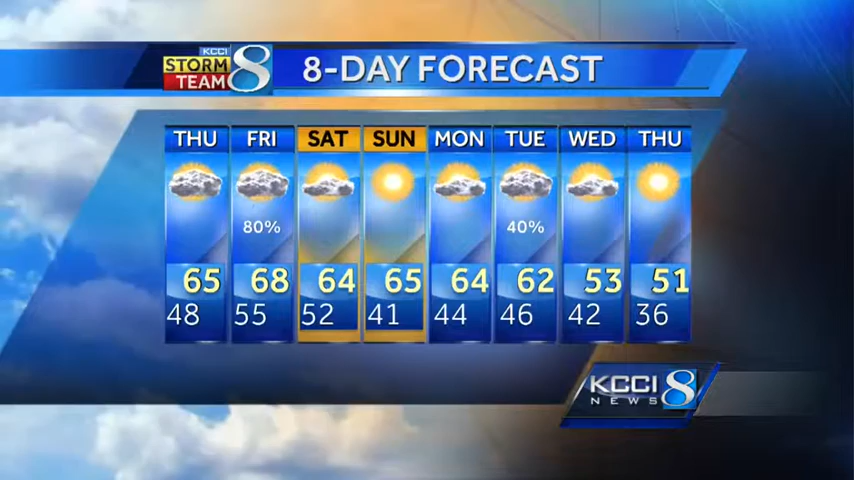 KCCI
STORM
TEAM 8
8-DAY FORECAST
THU FRI SAT SUN MON TUE WED THU
80% 40%
65 68 64 65 64 62 53 51
48 55 52 41 44 46 42 36
KCCI 8
NEWS